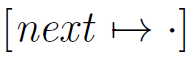 [next ↦ ·]